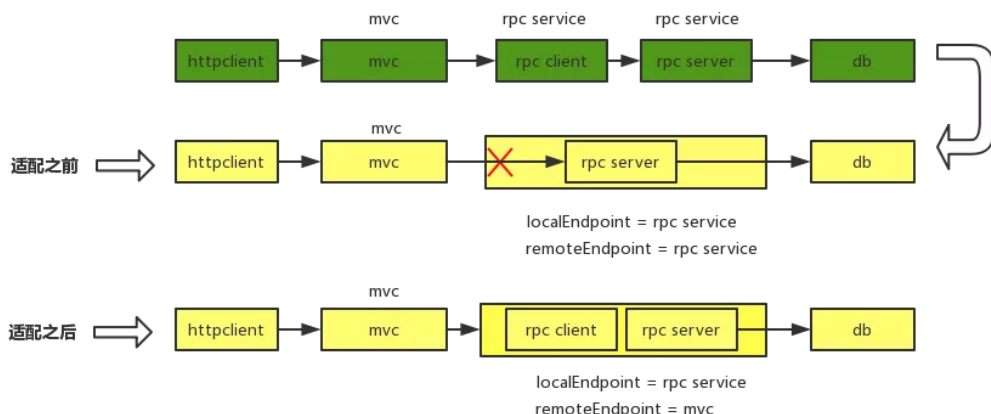 mvc rpc service rpc service
httpclient mvc rpc client rpc server db
mvc
适配之前 httpclient mvc rpc server db
localEndpoint = rpc service
remoteEndpoint = rpc service
mvc
适配之后 httpclient mvc rpc client rpc server db
localEndpoint = rpc service
remoteEndpoint = mvc